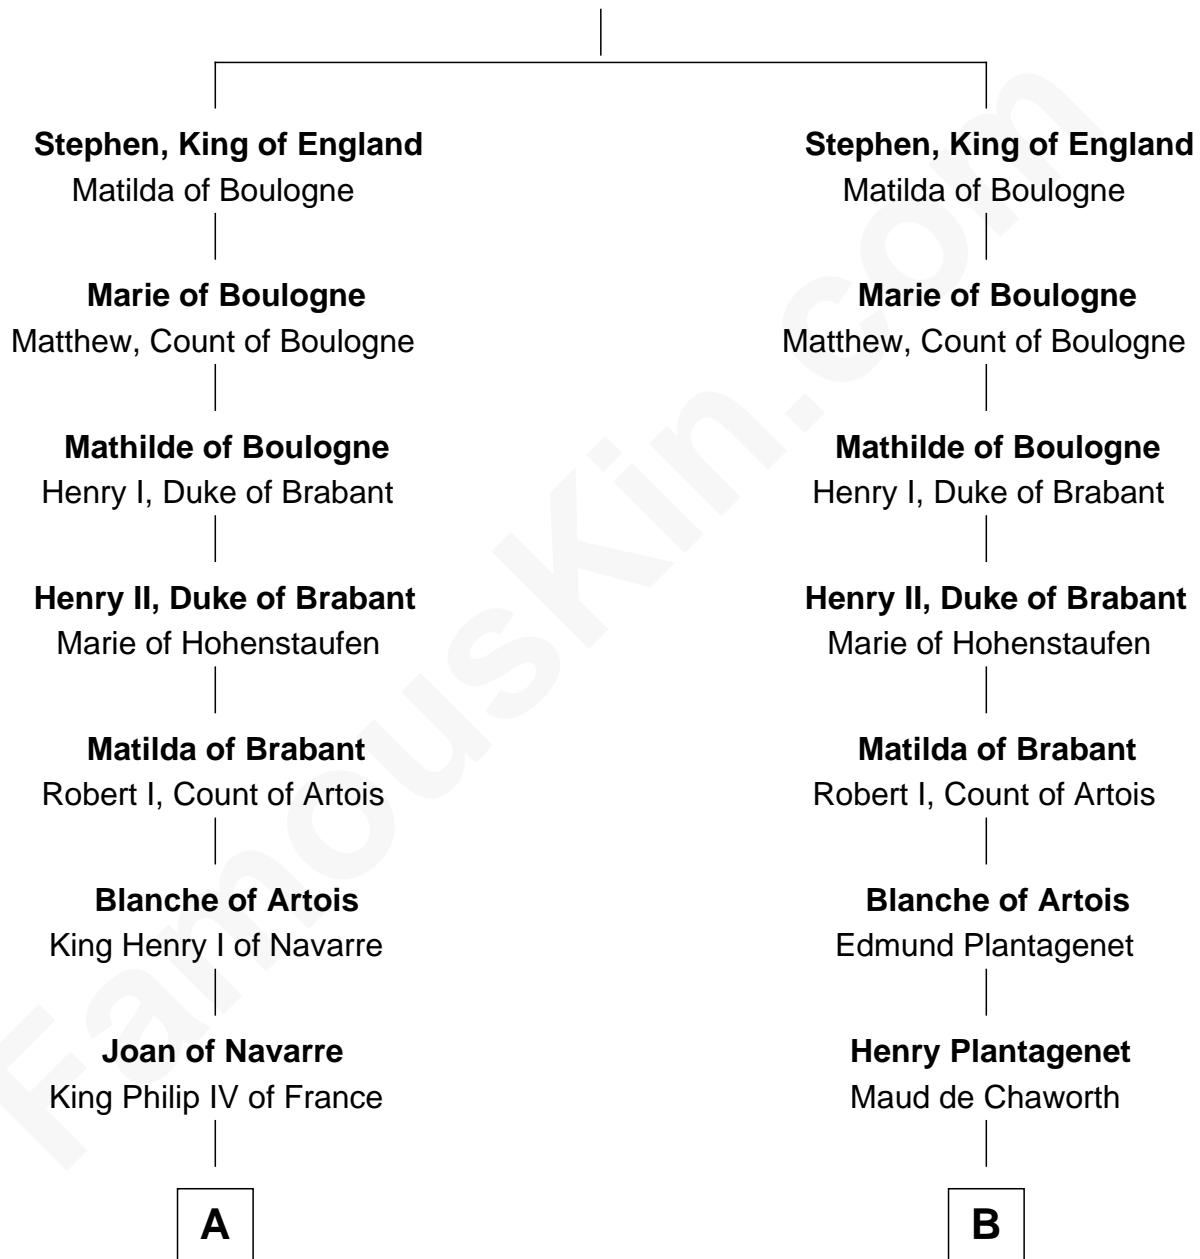 Stephen, King of England
Matilda of Boulogne
Marie of Boulogne
Matthew, Count of Boulogne
Mathilde of Boulogne
Henry I, Duke of Brabant
Henry II, Duke of Brabant
Marie of Hohenstaufen
Matilda of Brabant
Robert I, Count of Artois
Blanche of Artois
King Henry I of Navarre
Joan of Navarre
King Philip IV of France
A
Stephen, King of England
Matilda of Boulogne
Marie of Boulogne
Matthew, Count of Boulogne
Mathilde of Boulogne
Henry I, Duke of Brabant
Henry II, Duke of Brabant
Marie of Hohenstaufen
Matilda of Brabant
Robert I, Count of Artois
Blanche of Artois
Edmund Plantagenet
Henry Plantagenet
Maud de Chaworth
B
FamousKin.com